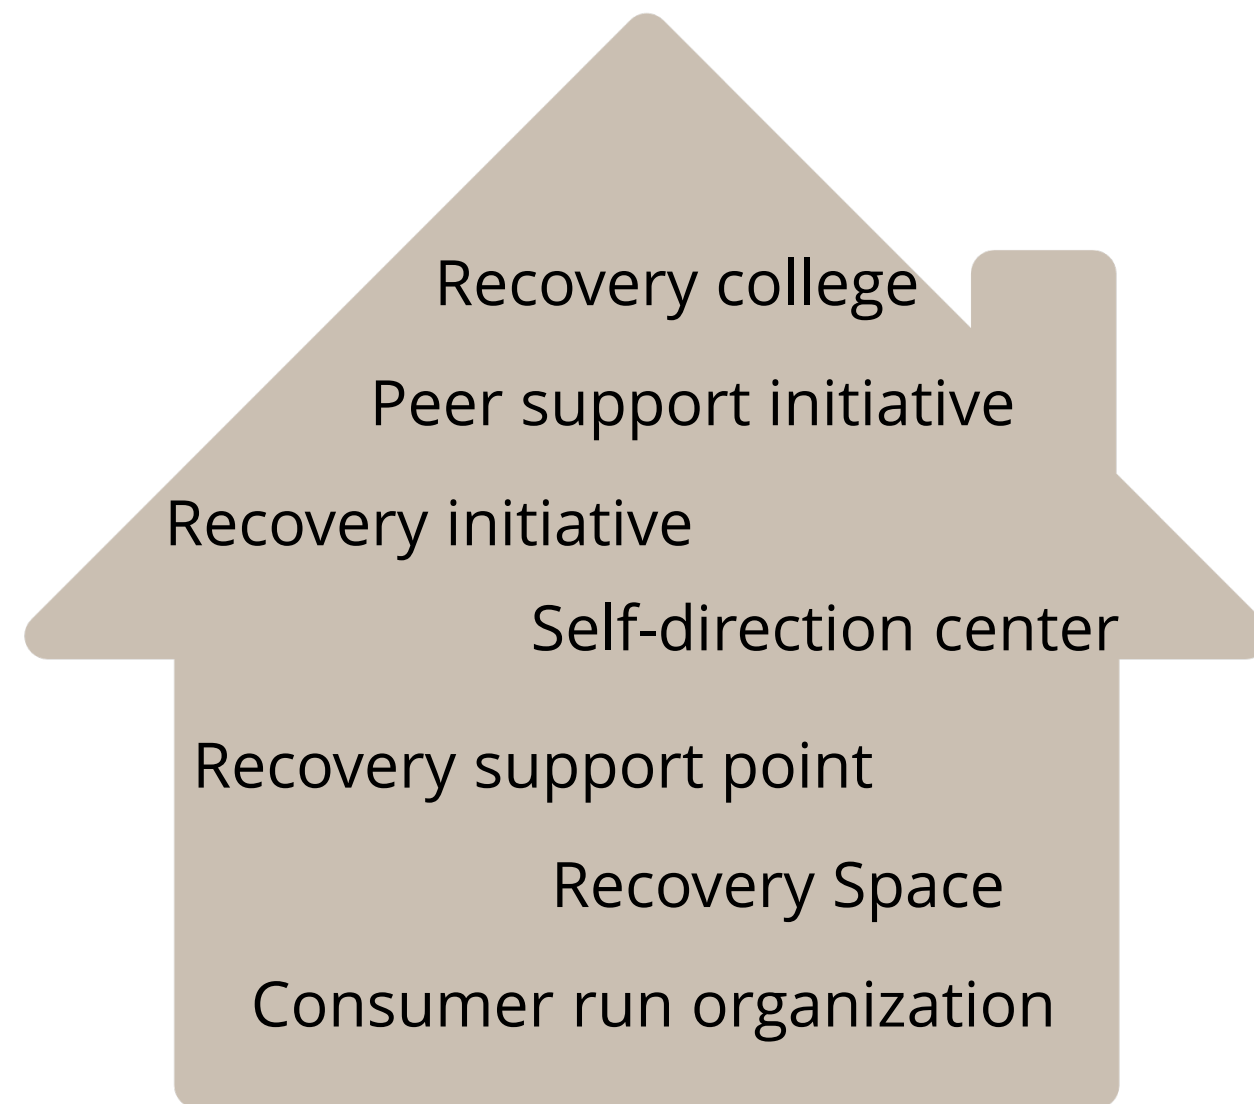 Recovery college
Peer support initiative
Recovery initiative
Self-direction center
Recovery support point
Recovery Space
Consumer run organization